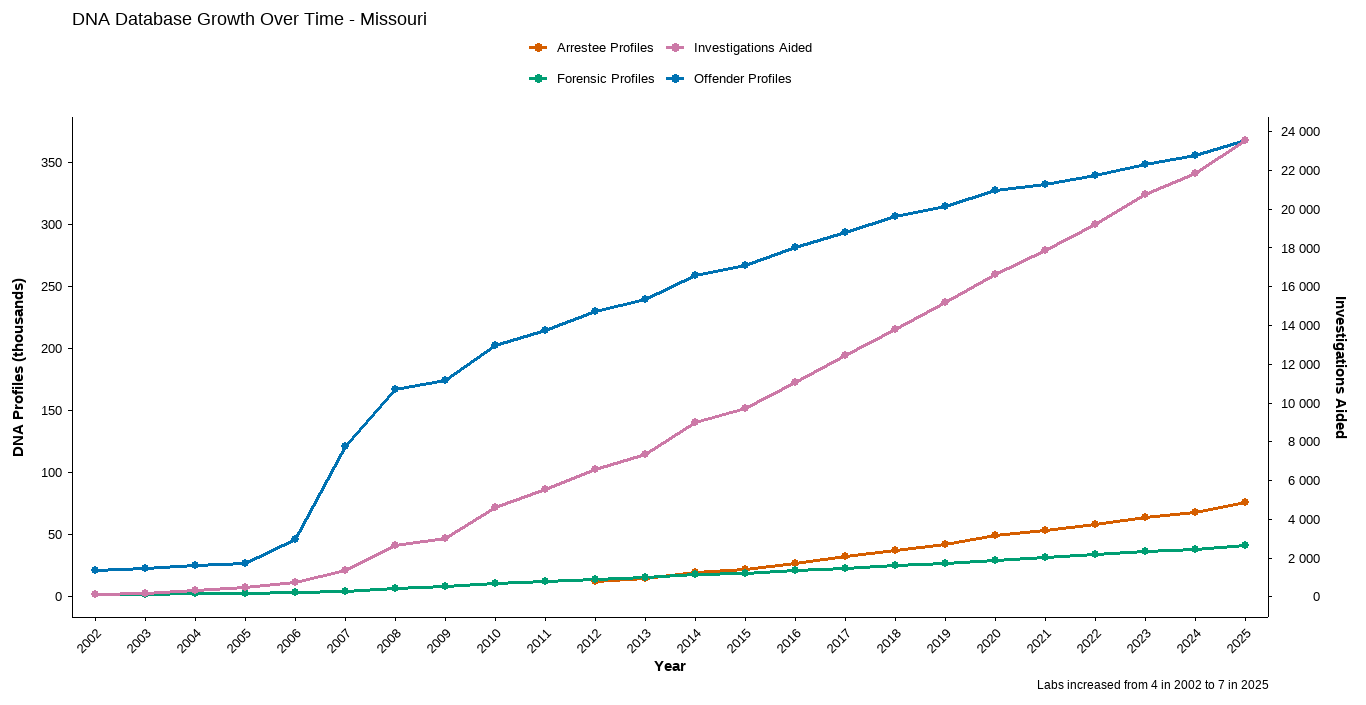 DNA Database Growth Over Time - Missouri
Arrestee Profiles
Investigations Aided
Forensic Profiles
Offender Profiles
DNA Profiles (thousands)
350
300
250
200
150
100
50
0
24 000
22 000
20 000
18 000
16 000
14 000
12 000
10 000
8 000
6 000
4 000
2 000
0
Investigations Aided
2002 2003 2004 2005 2006 2007 2008 2009 2010 2011 2012 2013 2014 2015 2016 2017 2018 2019 2020 2021 2022 2023 2024 2025
Year
Labs increased from 4 in 2002 to 7 in 2025